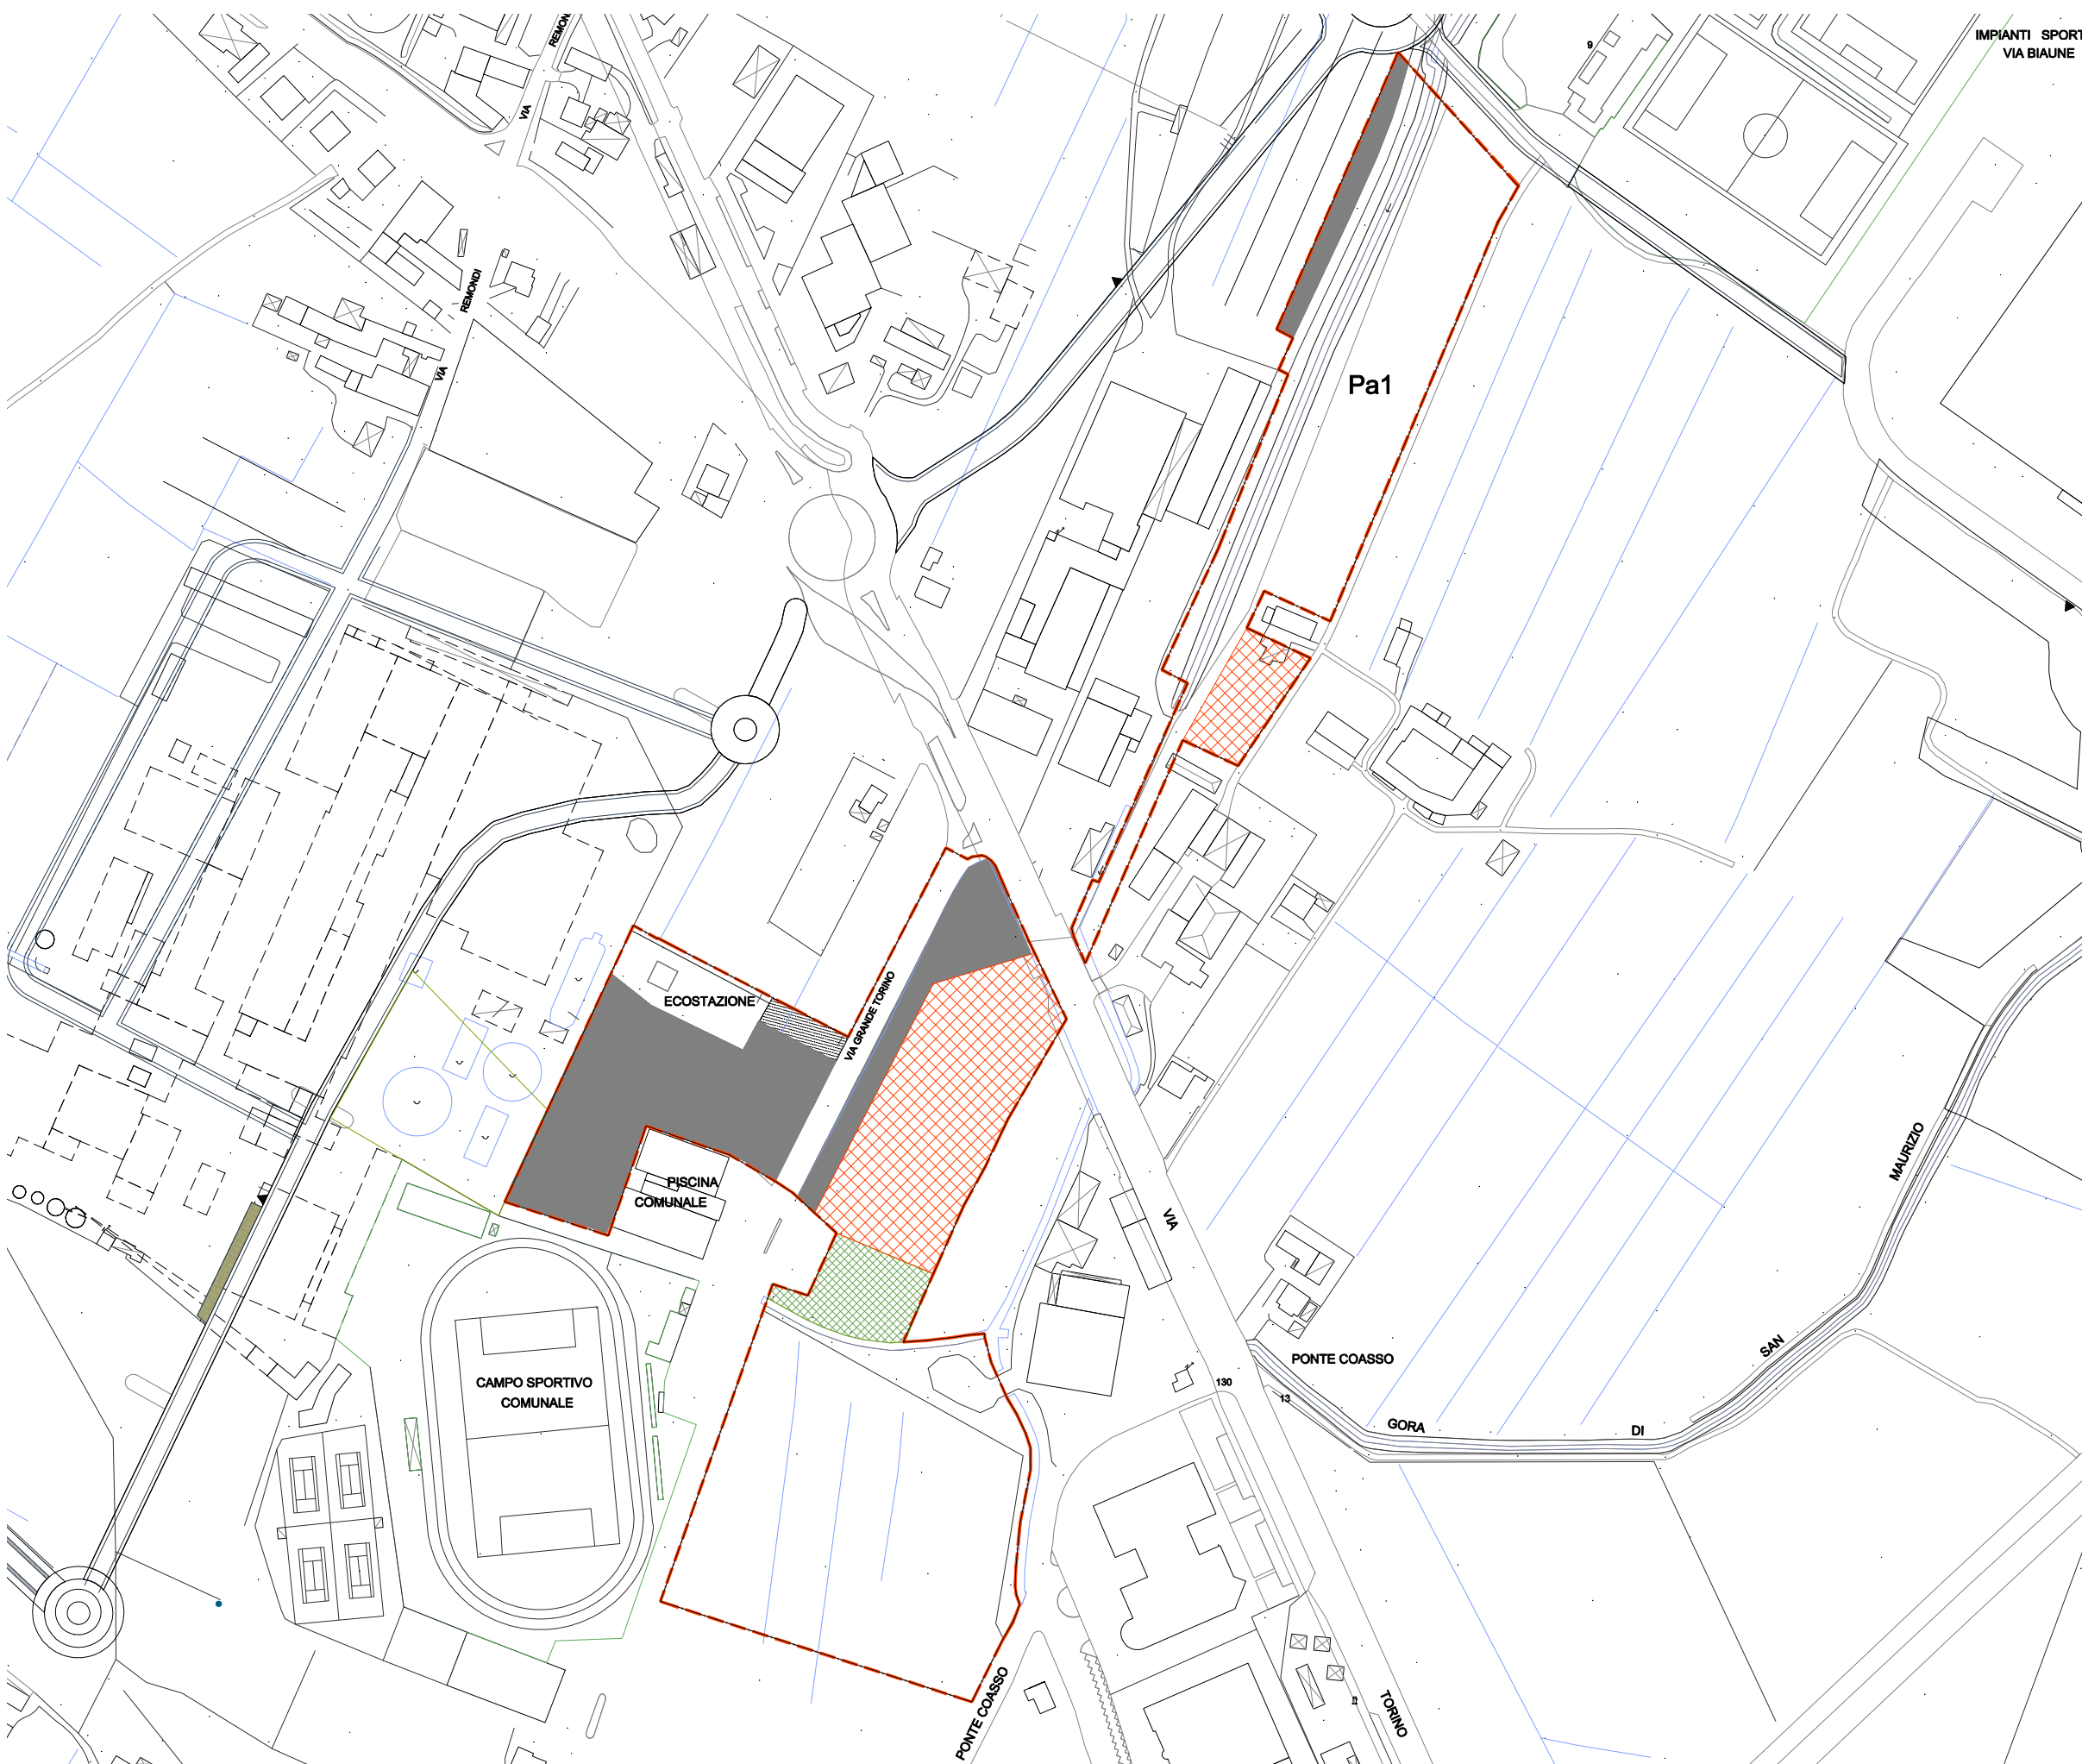 REMONDI
IMPIANTI SPORT
VIA BIAUNE
9
VIA
REMONDI
VIA
Pa1
ECOSTAZIONE
VIA GRANDE TORINO
PISCINA
COMUNALE
MAURIZIO
VIA
SAN
PONTE COASSO
CAMPO SPORTIVO
COMUNALE
130
13
GORA
DI
PONTE COASSO
TORINO